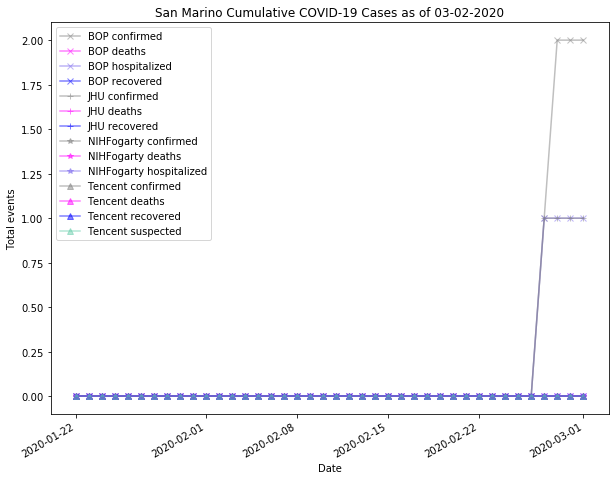 San Marino Cumulative COVID-19 Cases as of 03-02-2020
BOP confirmed
BOP deaths
BOP hospitalized
BOP recovered
JHU confirmed
JHU deaths
JHU recovered
NIHFogarty confirmed
NIHFogarty deaths
NIHFogarty hospitalized
Tencent confirmed
Tencent deaths
Tencent recovered
Tencent suspected
Total events
2.00
1.75
1.50
1.25
1.00
0.75
0.50
0.25
0.00
2020-01-22
2020-02-01
2020-02-08
2020-02-15
2020-02-22
2020-03-01
Date